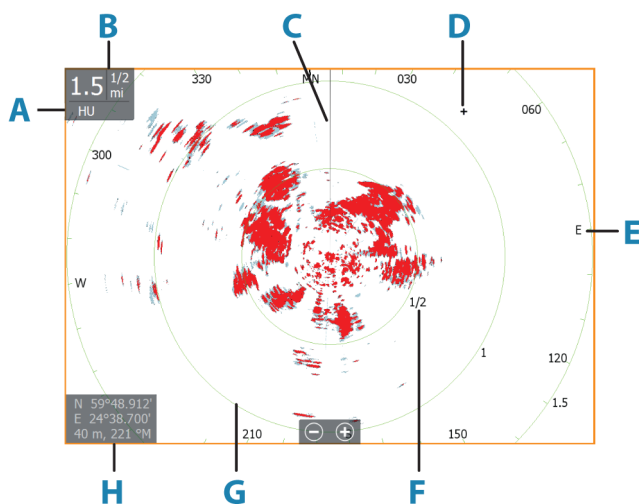 B C D
1.5 1/2 mi
HU
A
330 MN 030
060
300
E E
W
1/2
1
120
1.5
N 59°48.912'
E 24°38.700'
40 m, 221 °M
210 150
H G F